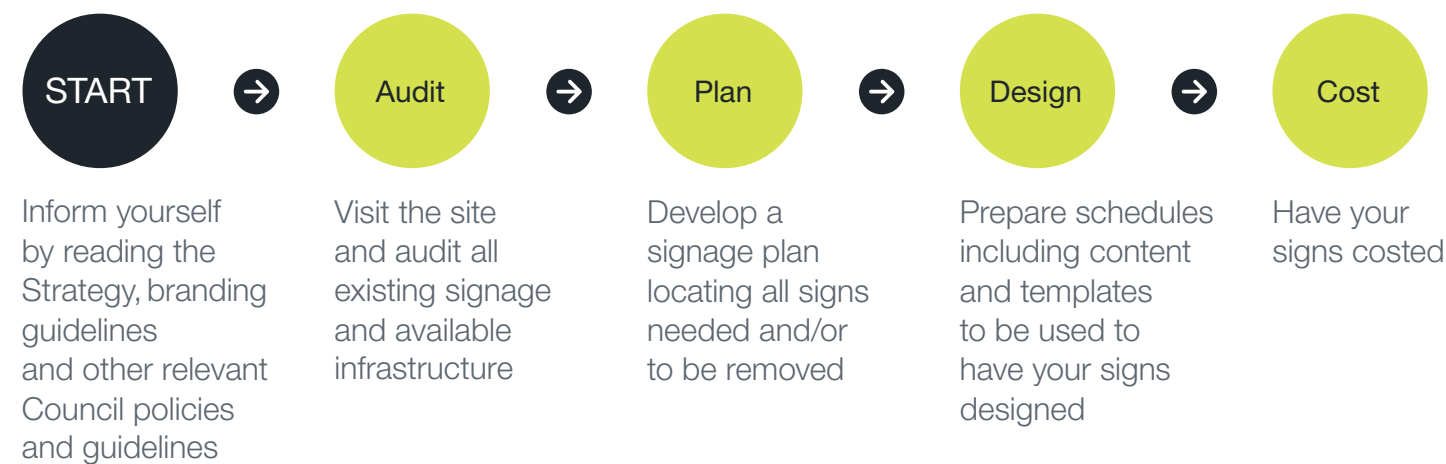 START
Audit
Plan
Design
Cost
Inform yourself
by reading the
Strategy, branding
guidelines
and other relevant
Council policies
and guidelines
Visit the site
and audit all
existing signage
and available
infrastructure
Develop a
signage plan
locating all signs
needed and/or
to be removed
Prepare schedules
including content
and templates
to be used to
have your signs
designed
Have your
signs costed